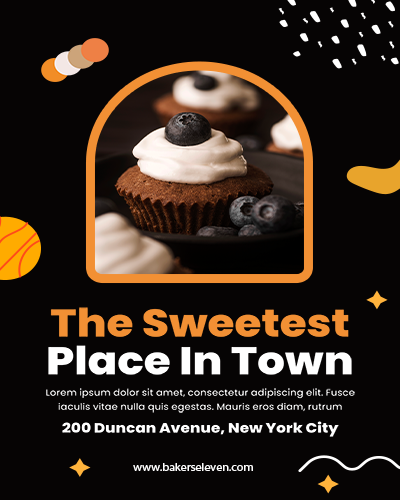 The Sweetest
Place In Town
Lorem ipsum dolor sit amet, consectetur adipiscing elit. Fusce
iaculis vitae nulla quis egestas. Mauris eros diam, rutrum
200 Duncan Avenue, New York City
www.bakerseleven.com